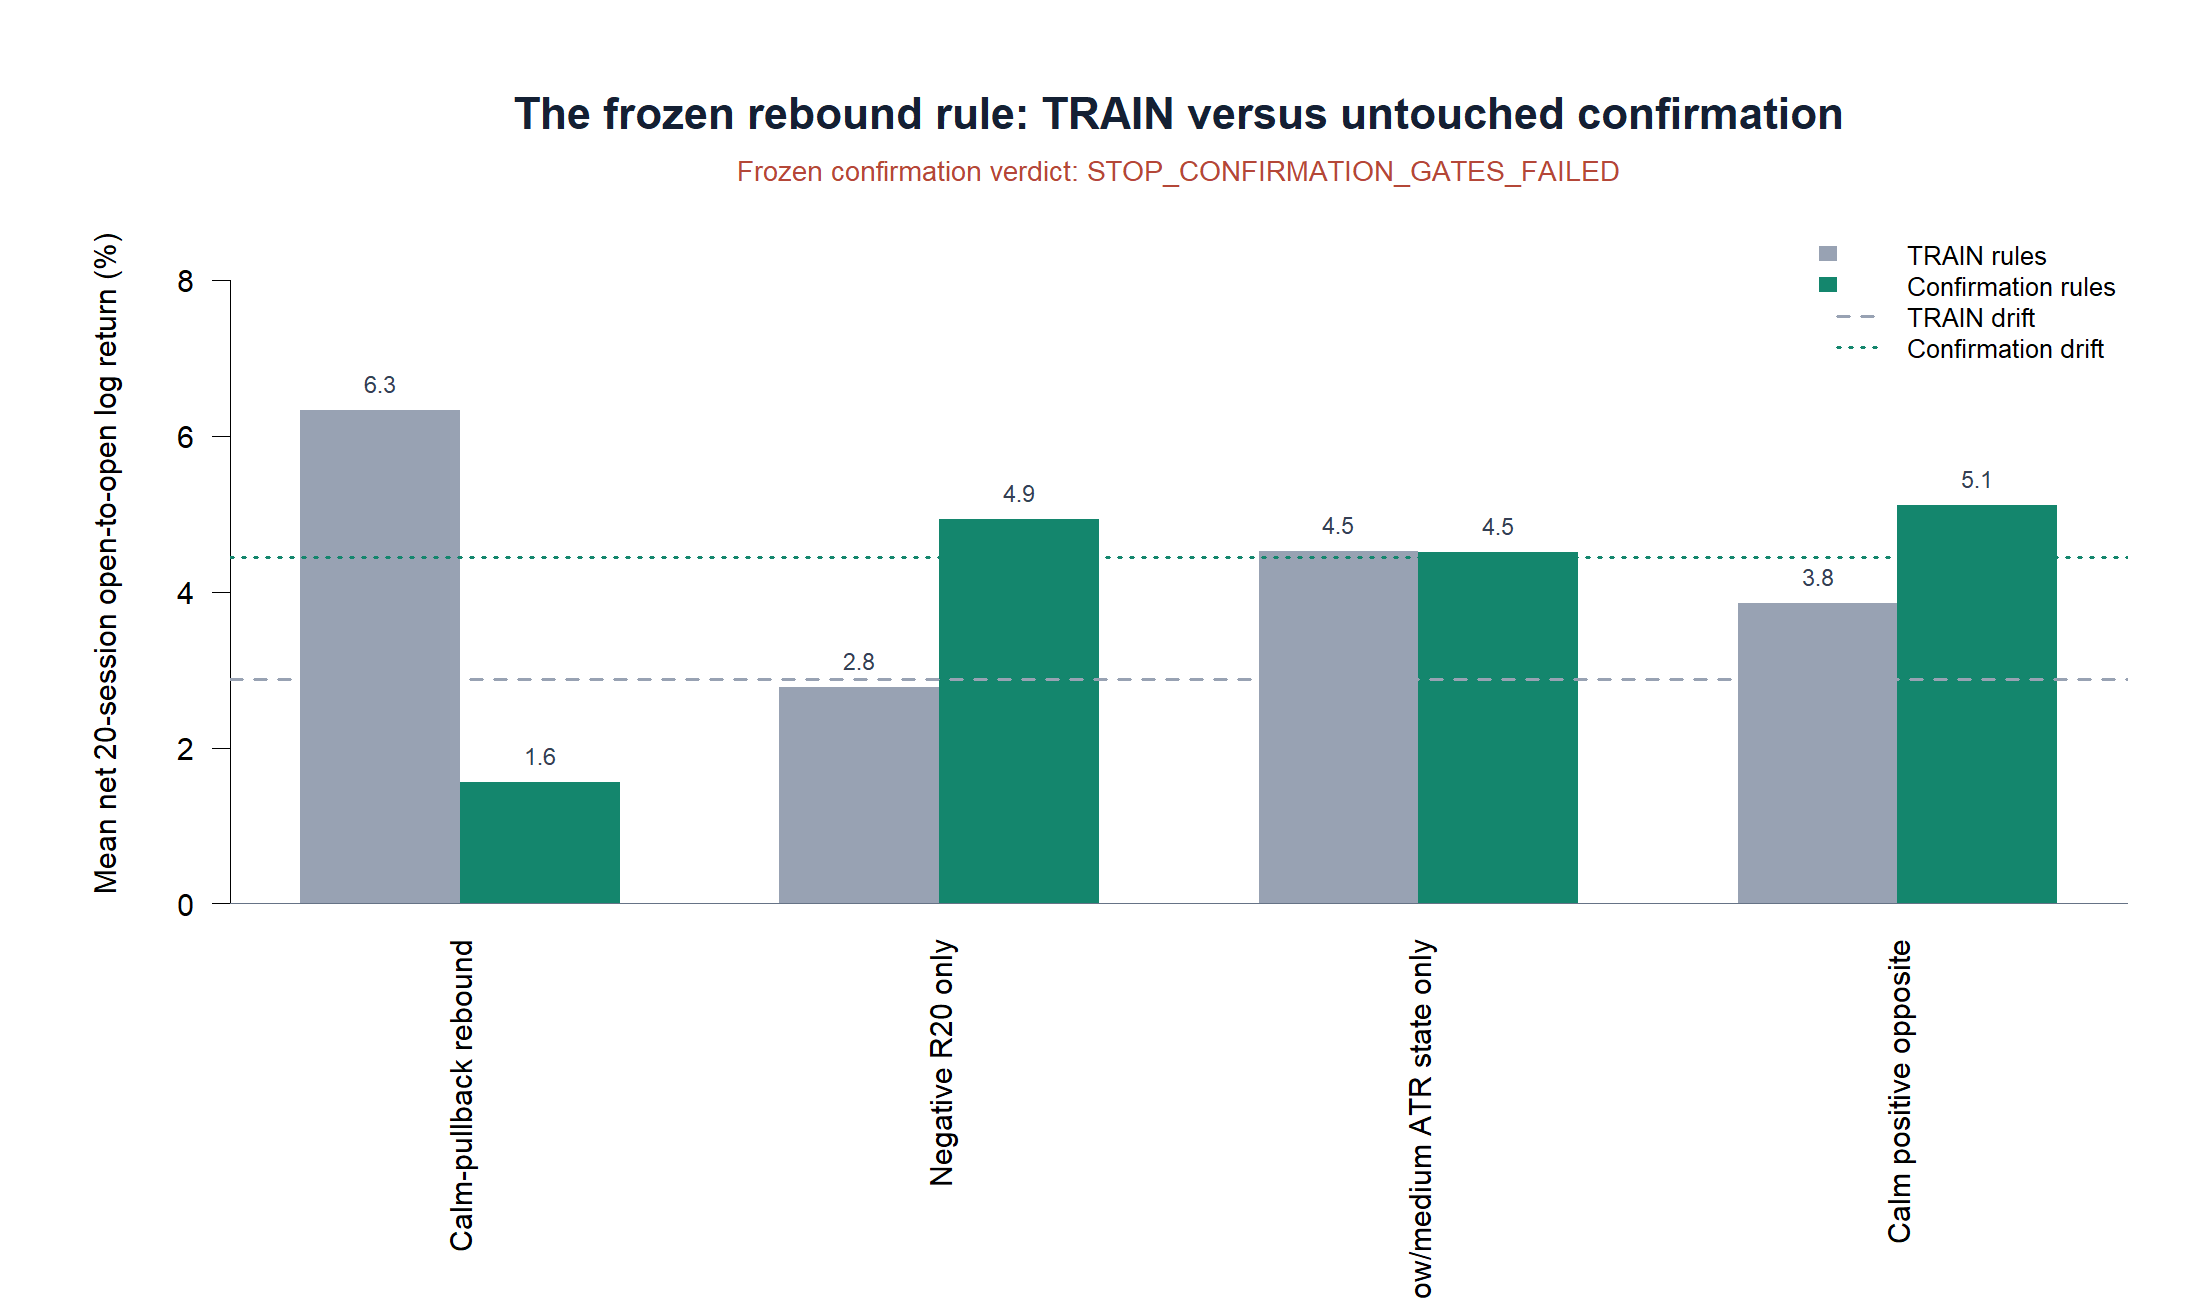 The frozen rebound rule: TRAIN versus untouched confirmation
Frozen confirmation verdict: STOP_CONFIRMATION_GATES_FAILED
TRAIN rules
Confirmation rules
TRAIN drift
Confirmation drift
Mean net 20-session open-to-open log return (%)
8
6
4
2
0
6.3
1.6
2.8
4.9
4.5
4.5
3.8
5.1
Calm-pullback rebound
Negative R20 only
ow/medium ATR state only
Calm positive opposite